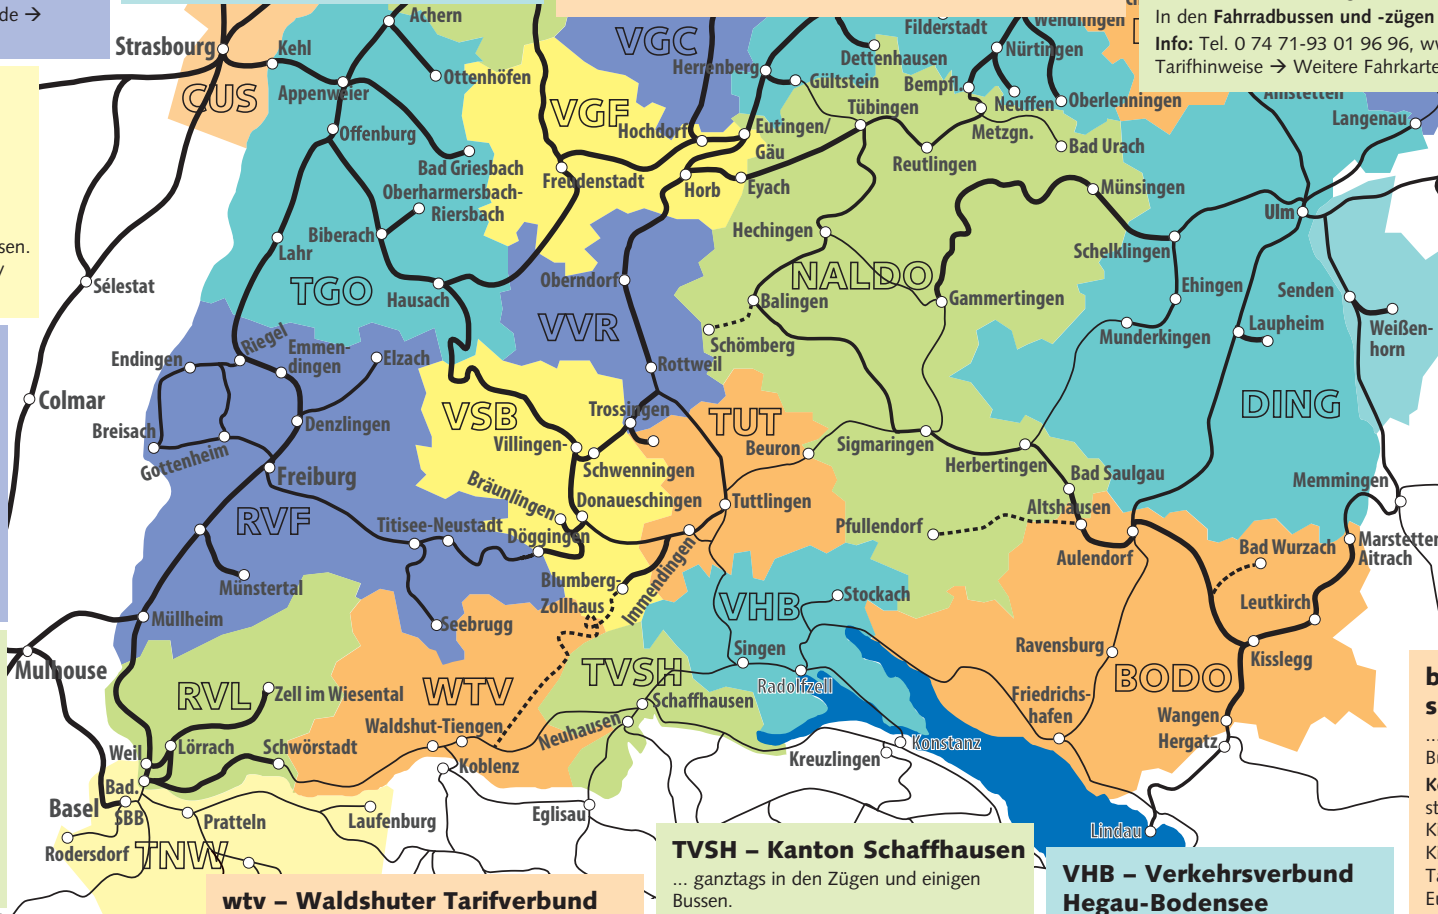 de →
In den Fahrradbussen und -zügen
Info: Tel. 0 74 71-93 01 96 96, ww
Tarifhinweise → Weitere Fahrkarte
Achern
Strasbourg
Kehl
VGC
Filderstadt
Wendlingen
Nürtingen
Dettenhausen
Herrenberg
Gültstein
Ottenhöfen
Appenweier
CUS
VGF
Bempfl.
Neuffen
Oberlenningen
Amstetten
Langenau
Tübingen
Hochdorf
Eutingen/
Gäu
Metzgn.
Offenburg
Bad Urach
Reutlingen
Bad Griesbach
Freudenstadt
Horb
Eyach
Münsingen
Oberharmersbach-
Riersbach
Ulm
Biberach
Hechingen
Lahr
Schelklingen
sen.
TGO
Hausach
Oberndorf
NALDO
Sélestat
Balingen
Gammertingen
Ehingen
Senden
VVR
Laupheim
Weißen-
horn
Munderkingen
Schömberg
Riegel
Emmen-
dingen
Endingen
Elzach
Rottweil
Colmar
VSB
Trossingen
TUT
DING
Breisach
Denzlingen
Villingen-
Beuron
Sigmaringen
Gottenheim
Schwenningen
Herbertingen
Bad Saulgau
Freiburg
Memmingen
Bräunlingen
Donaueschingen
Tuttlingen
Altshausen
RVF
Titisee-Neustadt
Döggingen
Pfullendorf
Marstetten
Aitrach
Bad Wurzach
Aulendorf
Immendingen
Münstertal
Blumberg-
Zollhaus
VHB
Stockach
Leutkirch
Müllheim
Seebrugg
Ravensburg
Singen
Kisslegg
Mulhouse
TVSH
BODO
Radolfzell
RVL
Zell im Wiesental
WTV
Schaffhausen
Friedrichs-
hafen
Waldshut-Tiengen
Neuhausen
Wangen
Hergatz
Weil
Lörrach
Schwörstadt
Konstanz
Koblenz
Kreuzlingen
Bad.
Basel
SBB
Pratteln
Laufenburg
Eglisau
Lindau
Rodersdorf
TNW
TVSH – Kanton Schaffhausen
... ganztags in den Zügen und einigen
Bussen.
VHB – Verkehrsverbund
Hegau-Bodensee
wtv – Waldshuter Tarifverbund